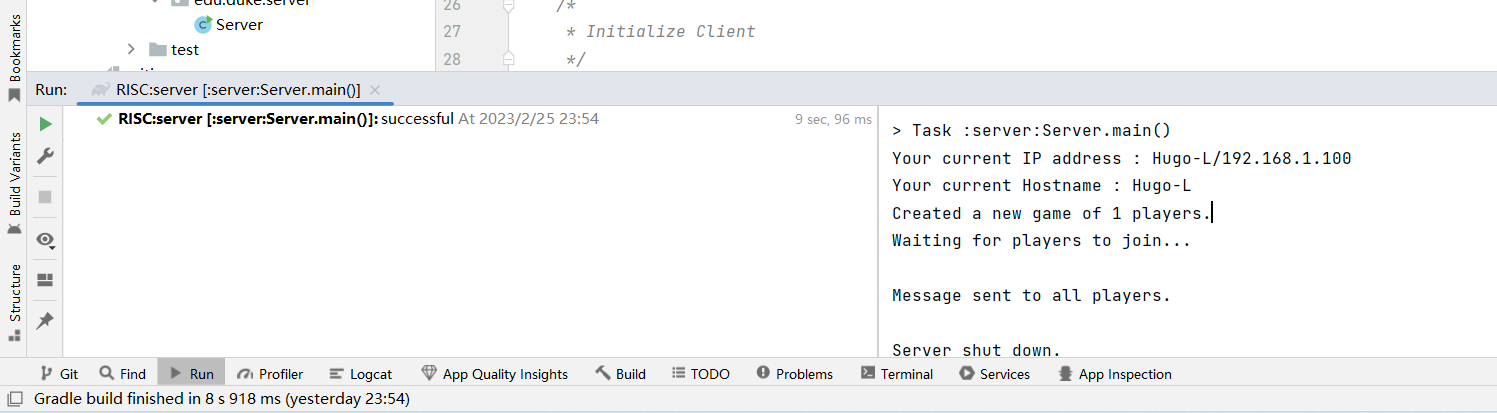 edu.duke.server
Server
test
26 /*
27 * Initialize Client
28 */
Bookmarks
Build Variants
Structure
Run: RISC:server [:server:Server.main()]
RISC:server [:server:Server.main()]: successful At 2023/2/25 23:54 9 sec, 96 ms
> Task :server:Server.main()
Your current IP address : Hugo-L/192.168.1.100
Your current Hostname : Hugo-L
Created a new game of 1 players.
Waiting for players to join...
Message sent to all players.
Server shut down.
Git Find Run Profiler Logcat App Quality Insights Build TODO Problems Terminal Services App Inspection
Gradle build finished in 8 s 918 ms (yesterday 23:54)